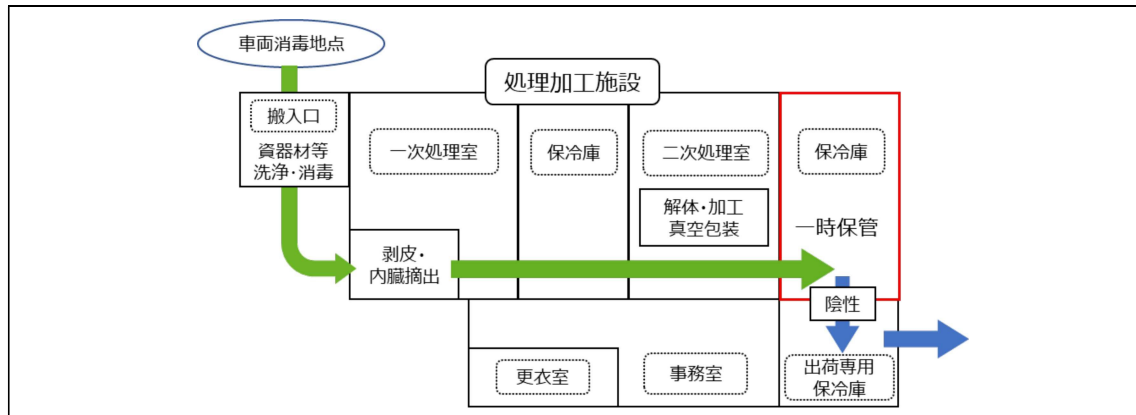 車両消毒地点
処理加工施設
搬入口
資器材等
洗浄・消毒
一次処理室
保冷庫
二次処理室
保冷庫
解体・加工
真空包装
一時保管
剥皮・
内臓摘出
陰性
更衣室
事務室
出荷専用
保冷庫